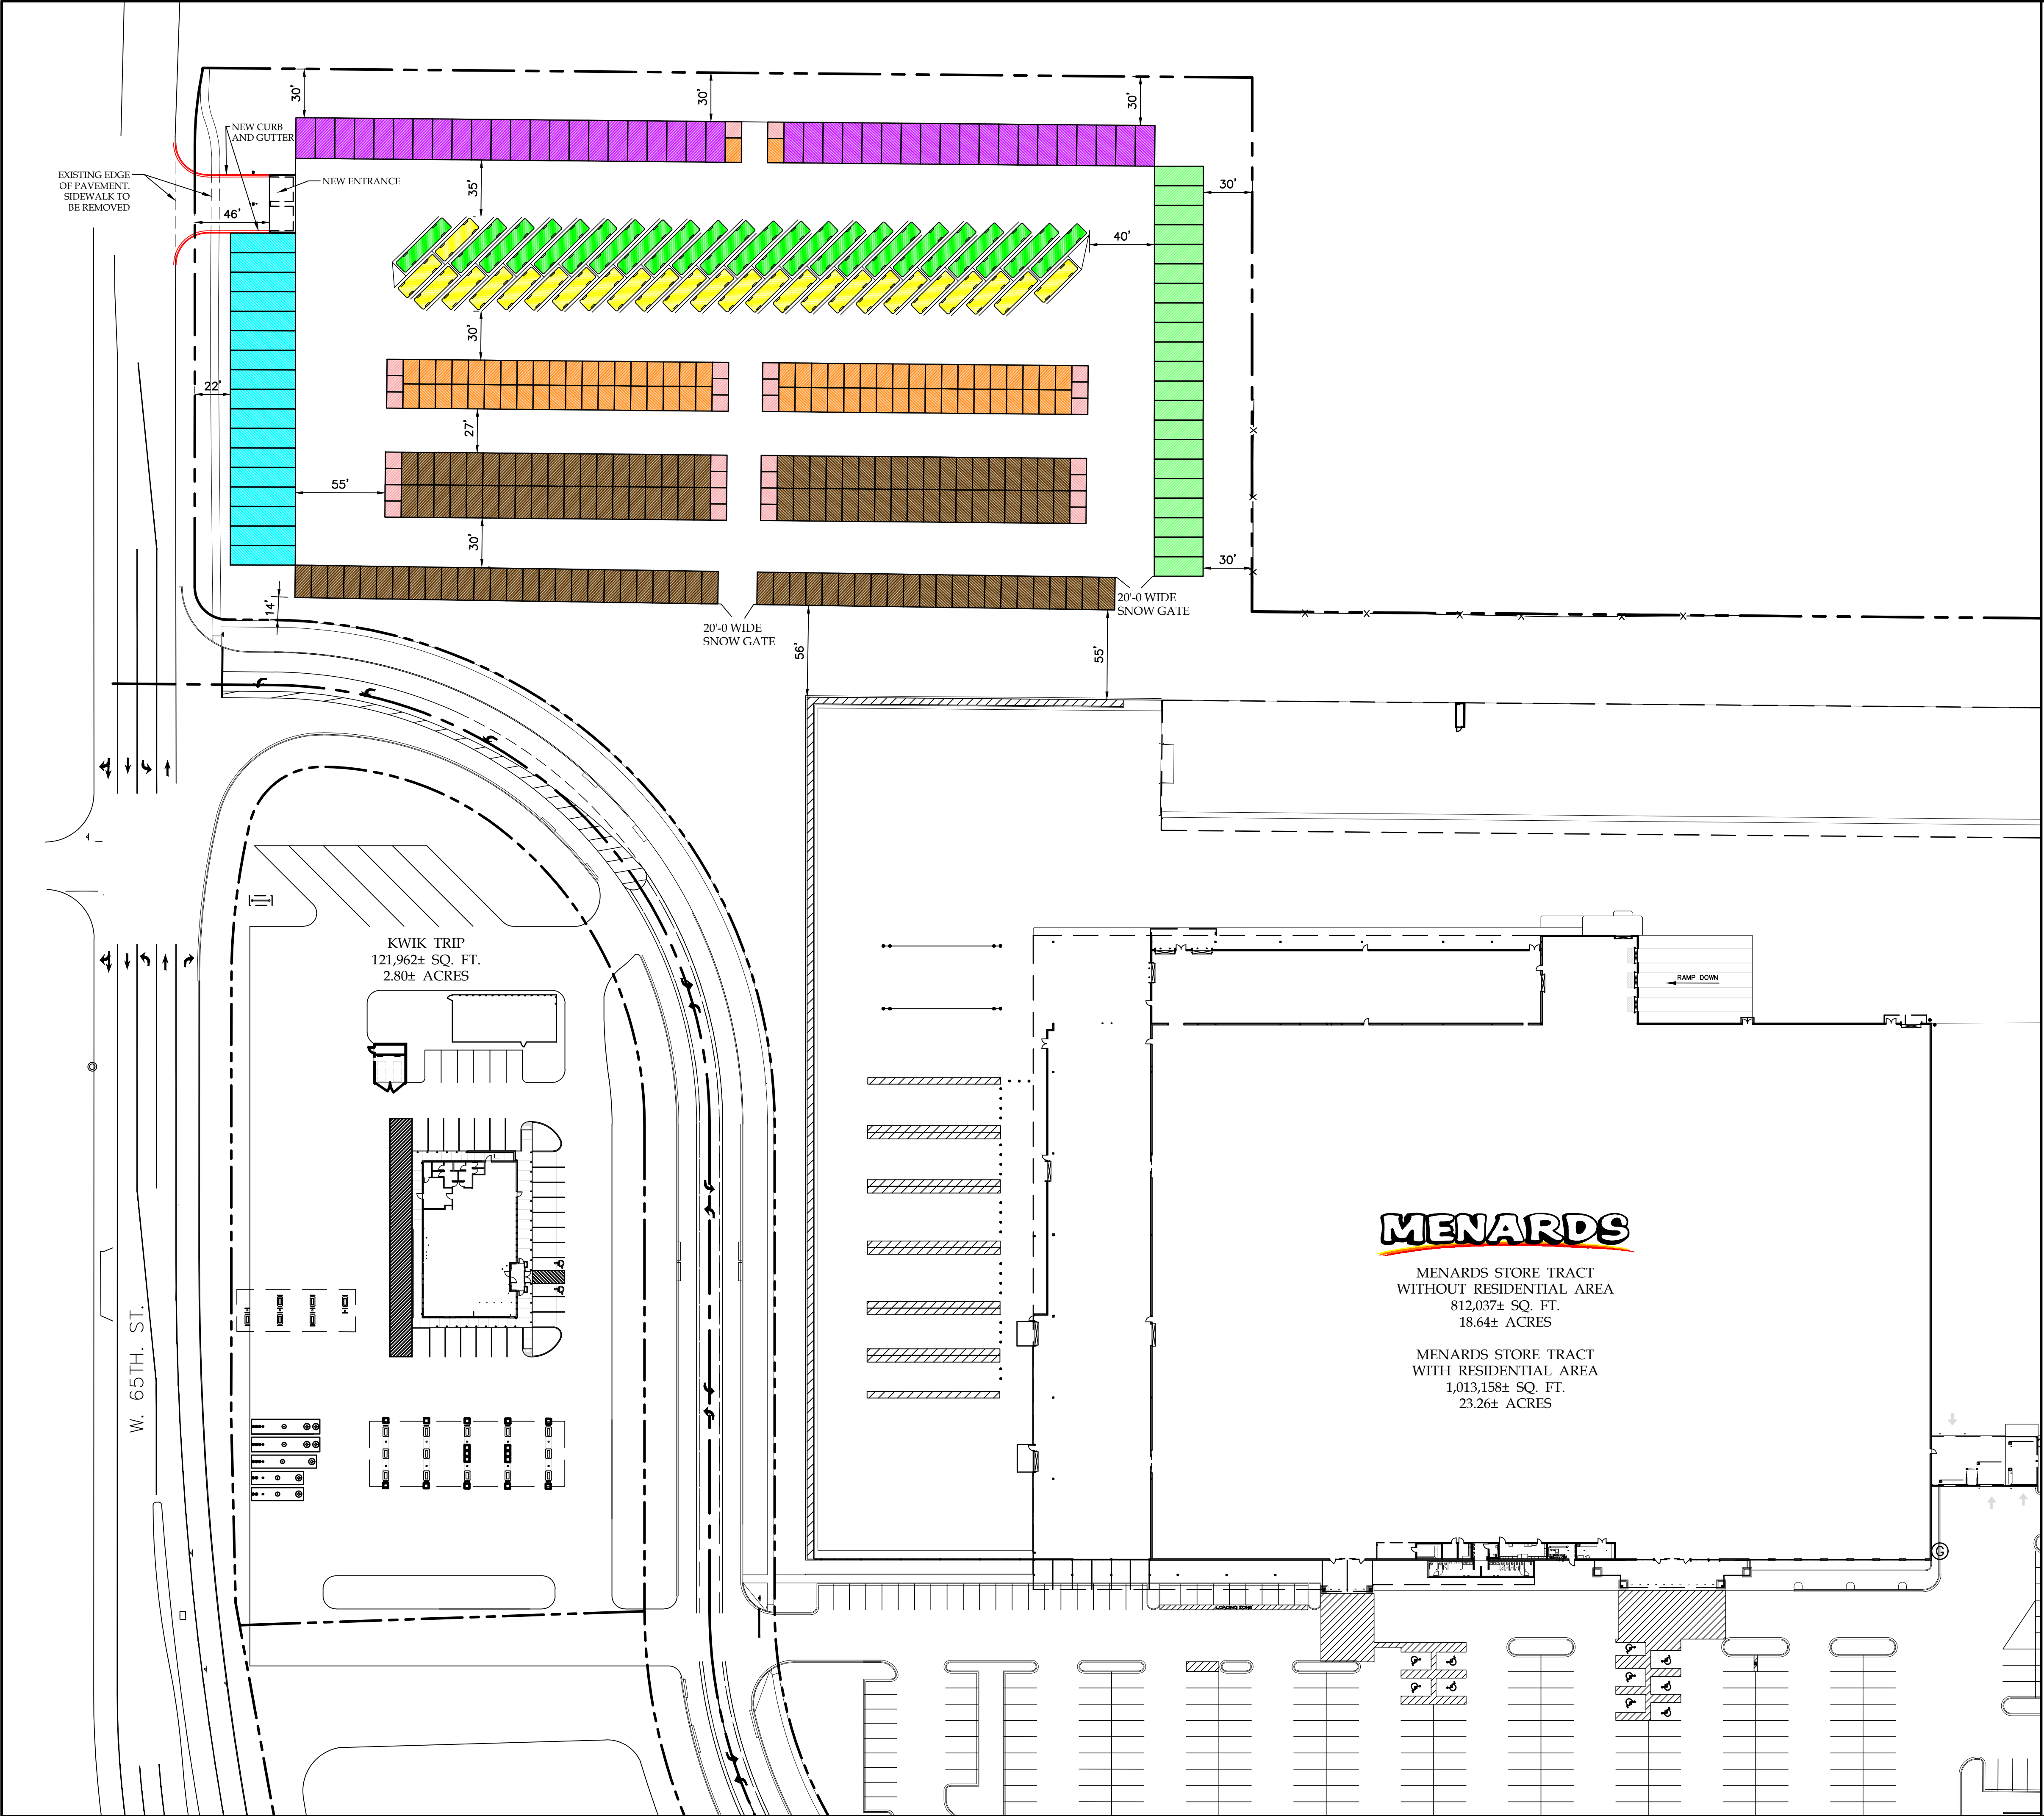 30'
30'
30'
NEW CURB
AND GUTTER
EXISTING EDGE
OF PAVEMENT.
SIDEWALK TO
BE REMOVED
NEW ENTRANCE
46'
35'
30'
40'
30'
22'
27'
55'
30'
30'
14'
20'-0 WIDE
SNOW GATE
20'-0 WIDE
SNOW GATE
56'
55'
KWIK TRIP
121,962± SQ. FT.
2.80± ACRES
RAMP DOWN
W. 65TH. ST.
MENARDS
MENARDS STORE TRACT
WITHOUT RESIDENTIAL AREA
812,037± SQ. FT.
18.64± ACRES
MENARDS STORE TRACT
WITH RESIDENTIAL AREA
1,013,158± SQ. FT.
23.26± ACRES
G
LOADING ZONE